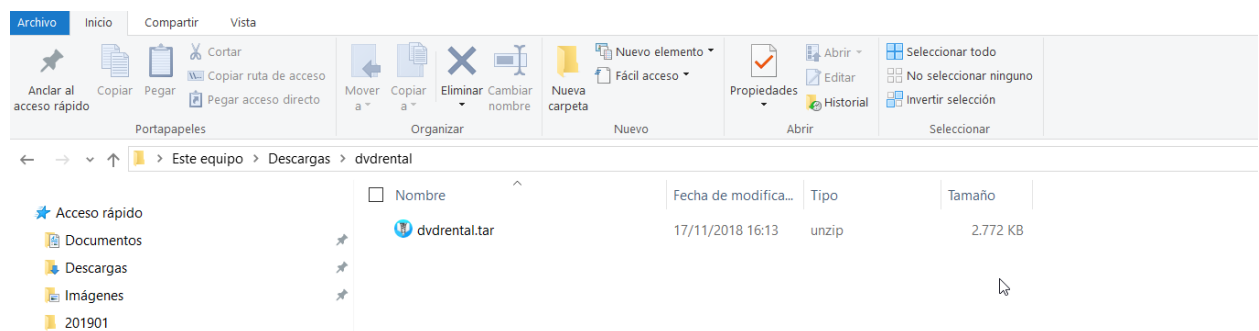 Archivo Inicio Compartir Vista
Anclar al acceso rápido
Copiar
Pegar
Cortar
Copiar ruta de acceso
Pegar acceso directo
Portapapeles
Mover a
Copiar a
Eliminar
Cambiar nombre
Organizar
Nueva carpeta
Nuevo elemento
Fácil acceso
Nuevo
Propiedades
Abrir
Editar
Historial
Abrir
Seleccionar todo
No seleccionar ninguno
Invertir selección
Seleccionar
Este equipo > Descargas > dvdrental
Acceso rápido
Documentos
Descargas
Imágenes
201901
Nombre Fecha de modifica... Tipo Tamaño
dvdrental.tar 17/11/2018 16:13 unzip 2.772 KB